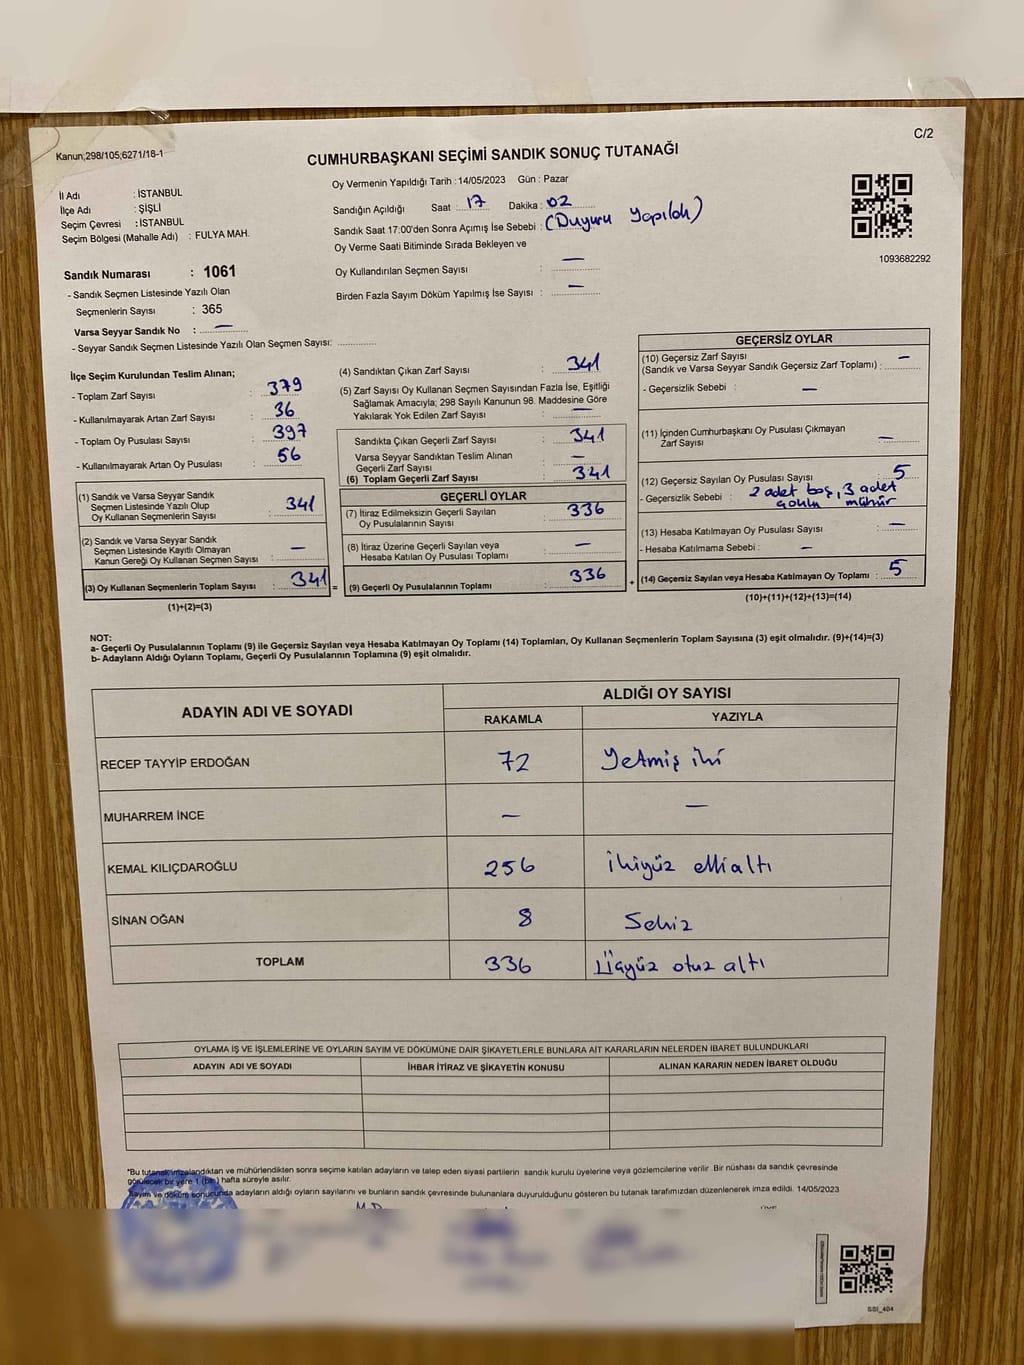 C/2
Kanun;298/105;6271/18-1
CUMHURBAŞKANI SEÇİMİ SANDIK SONUÇ TUTANAĞI
İl Adı : İSTANBUL
İlçe Adı : ŞİŞLİ
Seçim Çevresi : İSTANBUL
Seçim Bölgesi (Mahalle Adı) : FULYA MAH.
Oy Vermenin Yapıldığı Tarih : 14/05/2023 Gün : Pazar
Sandığın Açıldığı Saat : 17 Dakika : 02
Sandık Saat 17:00'den Sonra Açımış İse Sebebi : (Duyuru Yapıldı)
Oy Verme Saati Bitiminde Sırada Bekleyen ve
Oy Kullandırılan Seçmen Sayısı : —
Birden Fazla Sayım Döküm Yapılmış İse Sayısı : —
1093682292
Sandık Numarası : 1061
- Sandık Seçmen Listesinde Yazılı Olan
Seçmenlerin Sayısı : 365
Varsa Seyyar Sandık No : —
- Seyyar Sandık Seçmen Listesinde Yazılı Olan Seçmen Sayısı:
İlçe Seçim Kurulundan Teslim Alınan;
- Toplam Zarf Sayısı : 379
- Kullanılmayarak Artan Zarf Sayısı : 36
- Toplam Oy Pusulası Sayısı : 397
- Kullanılmayarak Artan Oy Pusulası : 56
(1) Sandık ve Varsa Seyyar Sandık
Seçmen Listesinde Yazılı Olup
Oy Kullanan Seçmenlerin Sayısı : 341
(2) Sandık ve Varsa Seyyar Sandık
Seçmen Listesinde Kayıtlı Olmayan
Kanun Gereği Oy Kullanan Seçmen Sayısı : —
(3) Oy Kullanan Seçmenlerin Toplam Sayısı : 341 =
(1)+(2)=(3)
(4) Sandıktan Çıkan Zarf Sayısı : 341
(5) Zarf Sayısı Oy Kullanan Seçmen Sayısından Fazla İse, Eşitliği
Sağlamak Amacıyla; 298 Sayılı Kanunun 98. Maddesine Göre
Yakılarak Yok Edilen Zarf Sayısı : —
Sandıkta Çıkan Geçerli Zarf Sayısı : 341
Varsa Seyyar Sandıktan Teslim Alınan
Geçerli Zarf Sayısı : —
(6) Toplam Geçerli Zarf Sayısı : 341
GEÇERLİ OYLAR
(7) İtiraz Edilmeksizin Geçerli Sayılan
Oy Pusulalarının Sayısı : 336
(8) İtiraz Üzerine Geçerli Sayılan veya
Hesaba Katılan Oy Pusulası Toplamı : —
(9) Geçerli Oy Pusulalarının Toplamı : 336 +
GEÇERSİZ OYLAR
(10) Geçersiz Zarf Sayısı
(Sandık ve Varsa Seyyar Sandık Geçersiz Zarf Toplamı) : —
- Geçersizlik Sebebi : —
(11) İçinden Cumhurbaşkanı Oy Pusulası Çıkmayan
Zarf Sayısı : —
(12) Geçersiz Sayılan Oy Pusulası Sayısı : 5
- Geçersizlik Sebebi : 2 adet boş, 3 adet
mühür
(13) Hesaba Katılmayan Oy Pusulası Sayısı : —
- Hesaba Katılmama Sebebi : —
(14) Geçersiz Sayılan veya Hesaba Katılmayan Oy Toplamı : 5
(10)+(11)+(12)+(13)=(14)
NOT:
a- Geçerli Oy Pusulalarının Toplamı (9) ile Geçersiz Sayılan veya Hesaba Katılmayan Oy Toplamı (14) Toplamları, Oy Kullanan Seçmenlerin Toplam Sayısına (3) eşit olmalıdır. (9)+(14)=(3)
b- Adayların Aldığı Oyların Toplamı, Geçerli Oy Pusulalarının Toplamına (9) eşit olmalıdır.
ADAYIN ADI VE SOYADI
ALDIĞI OY SAYISI
RAKAMLA YAZIYLA
RECEP TAYYİP ERDOĞAN 72 Yetmiş iki
MUHARREM İNCE — —
KEMAL KILIÇDAROĞLU 256 İkiyüz elli altı
SİNAN OĞAN 8 Sekiz
TOPLAM 336 Üçyüz otuz altı
OYLAMA İŞ VE İŞLEMLERİNE VE OYLARIN SAYIM VE DÖKÜMÜNE DAİR ŞİKAYETLERLE BUNLARA AİT KARARLARIN NELERDEN İBARET BULUNDUKLARI
ADAYIN ADI VE SOYADI İHBAR İTİRAZ VE ŞİKAYETİN KONUSU ALINAN KARARIN NEDEN İBARET OLDUĞU
*Bu tutanak imzalandıktan ve mühürlendikten sonra seçime katılan adayların ve talep eden siyasi partilerin sandık kurulu üyelerine veya gözlemcilerine verilir. Bir nüshası da sandık çevresinde
görülecek bir yere 1 (bir) hafta süreyle asılır.
Sayım ve döküm sonucunda adayların aldığı oyların sayılarını ve bunların sandık çevresinde bulunanlara duyurulduğunu gösteren bu tutanak tarafımızdan düzenlenerek imza edildi. 14/05/2023
SSI_404